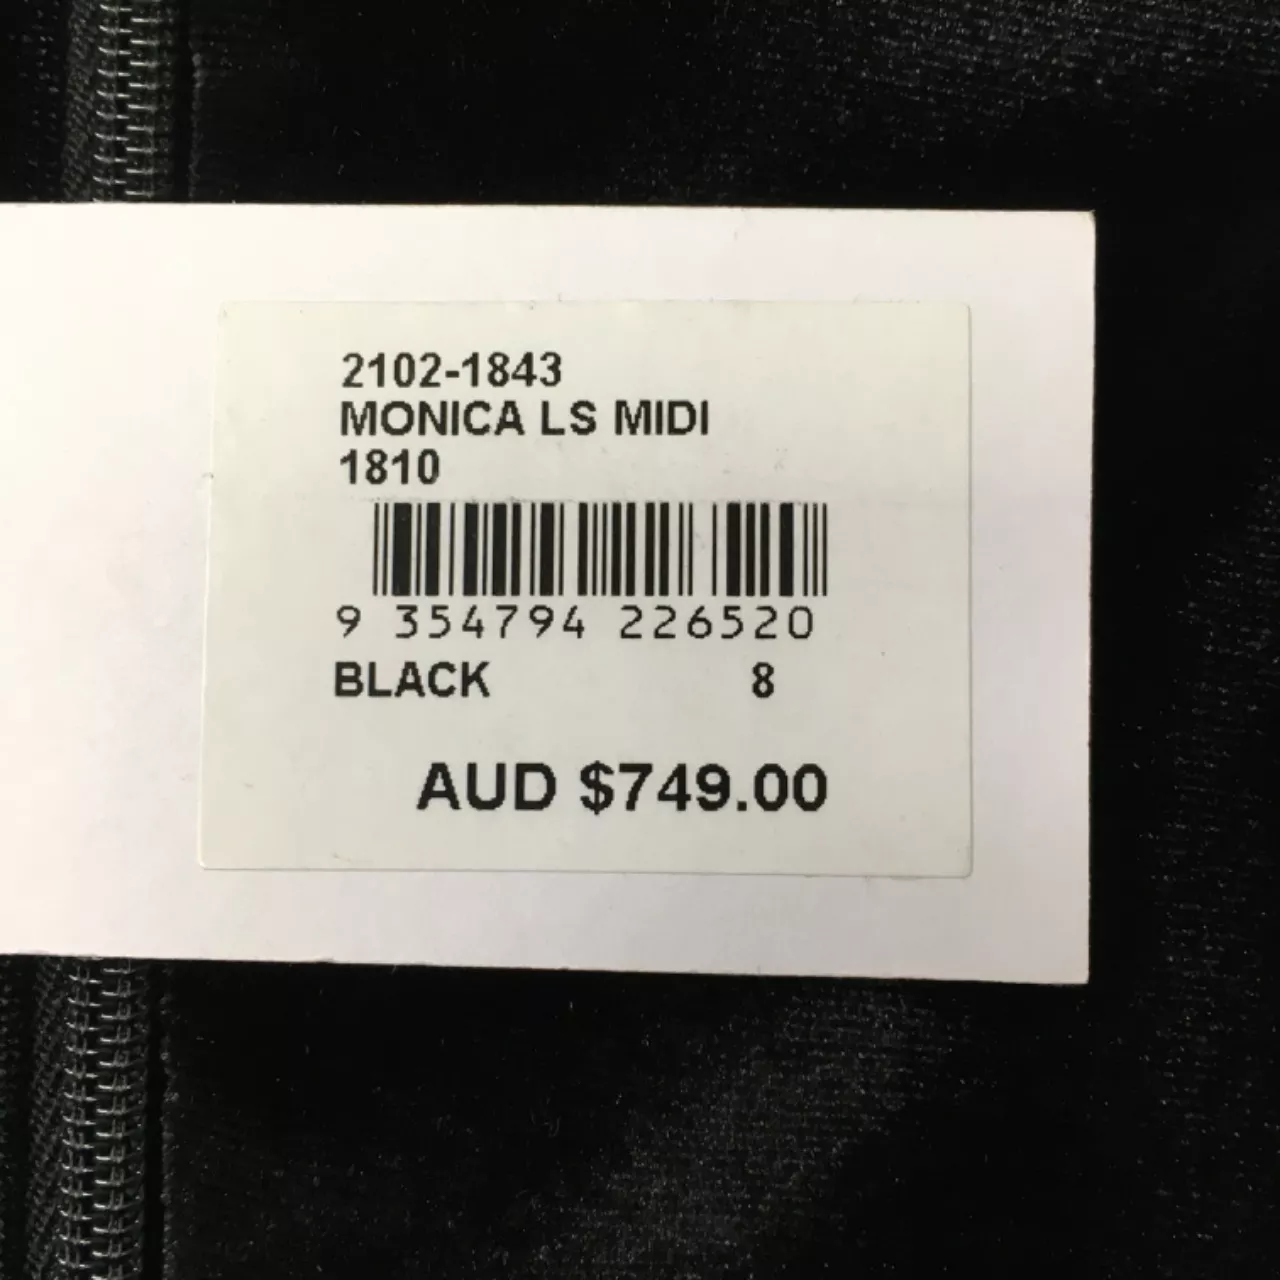 2102-1843
MONICA LS MIDI
1810
9 354794 226520
BLACK 8
AUD $749.00